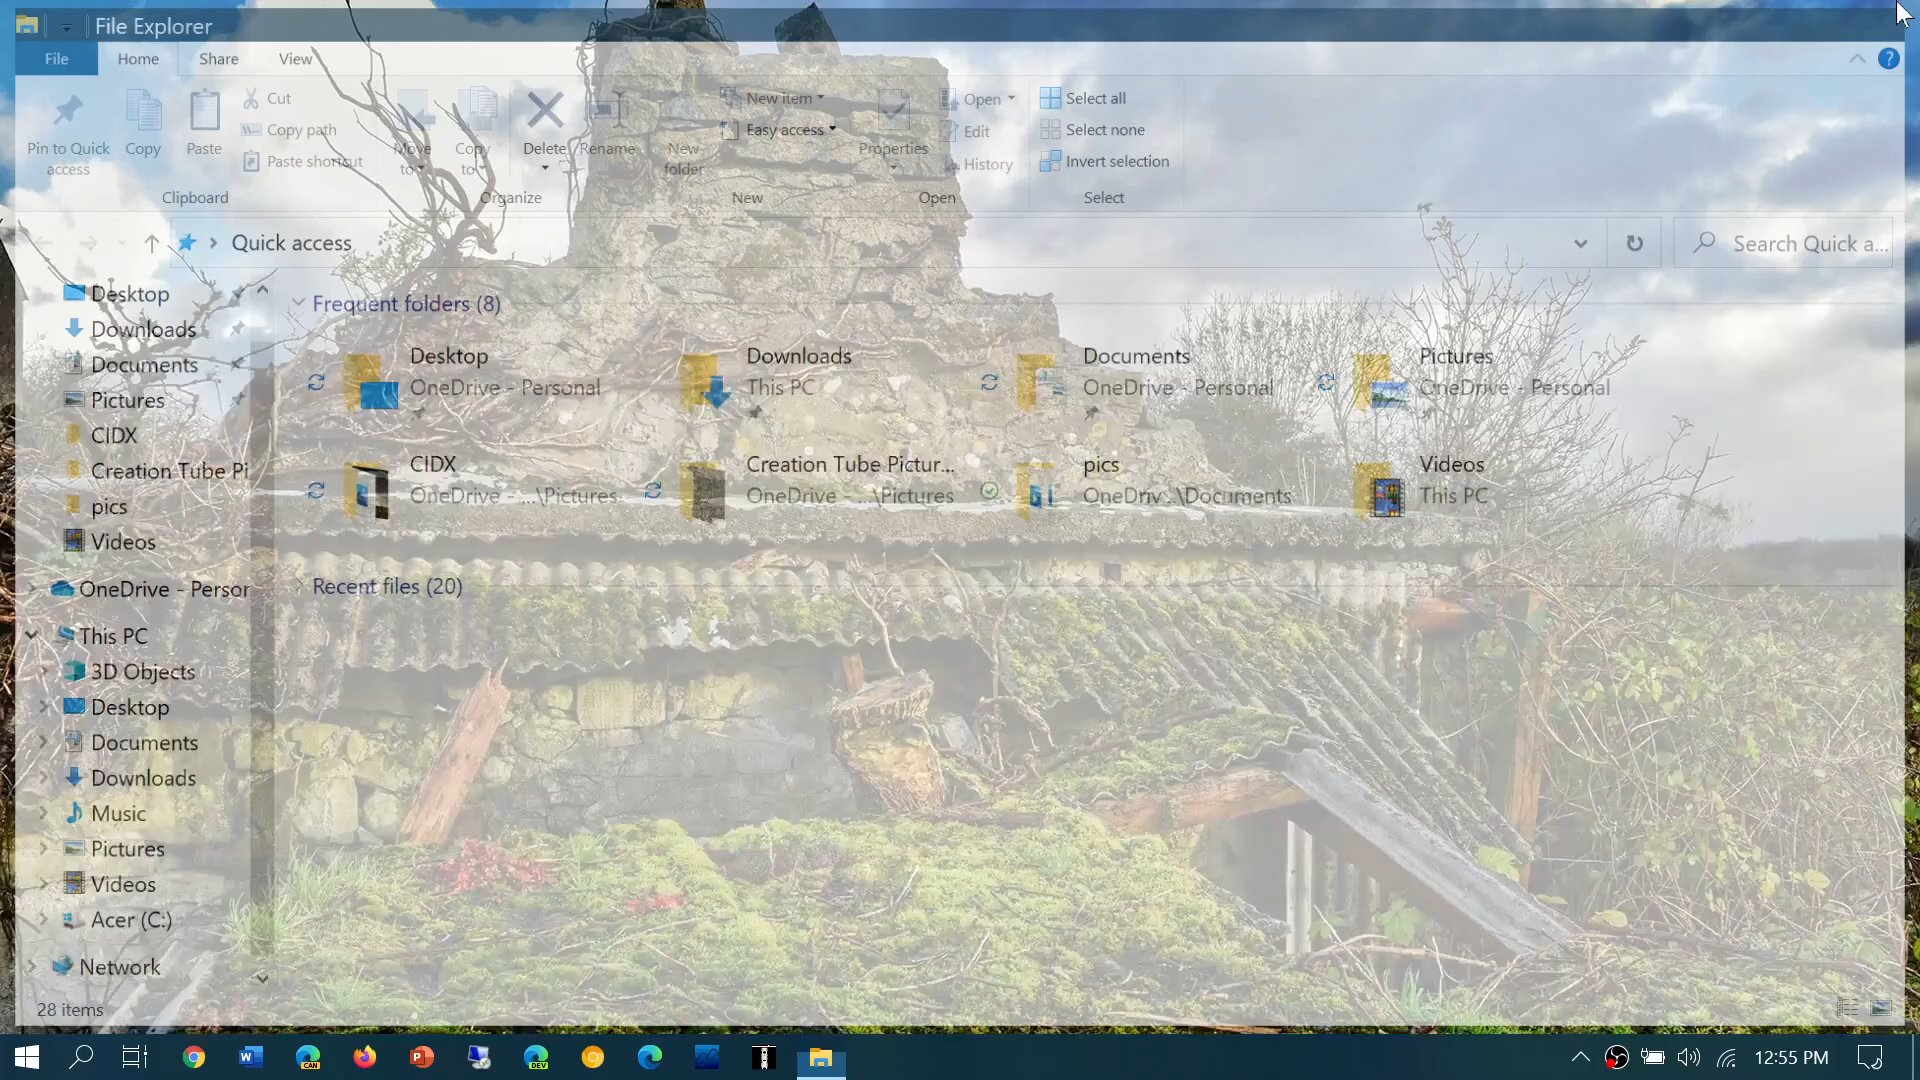 File Explorer
File Home Share View
Pin to Quick access
Copy
Paste
Cut
Copy path
Paste shortcut
Clipboard
Move to
Copy to
Delete
Rename
Organize
New folder
New item
Easy access
New
Properties
Open
Edit
History
Open
Select all
Select none
Invert selection
Select
Quick access
Search Quick a...
Desktop
Downloads
Documents
Pictures
CIDX
Creation Tube Pi
pics
Videos
OneDrive - Person
This PC
3D Objects
Desktop
Documents
Downloads
Music
Pictures
Videos
Acer (C:)
Network
Frequent folders (8)
Desktop
OneDrive - Personal
Downloads
This PC
Documents
OneDrive - Personal
Pictures
OneDrive - Personal
CIDX
OneDrive - ...\Pictures
Creation Tube Pictur...
OneDrive - ...\Pictures
pics
OneDriv...\Documents
Videos
This PC
Recent files (20)
28 items
CAN
DEV
12:55 PM